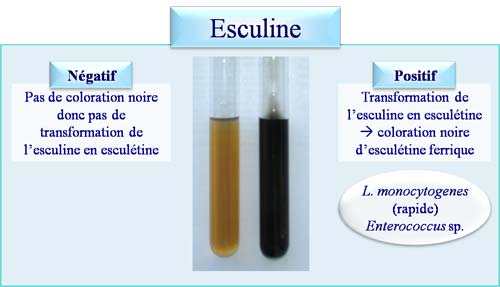 Esculine
Négatif
Pas de coloration noire
donc pas de
transformation de
l’esculine en esculétine
Positif
Transformation de
l’esculine en esculétine
→ coloration noire
d’esculétine ferrique
L. monocytogenes
(rapide)
Enterococcus sp.